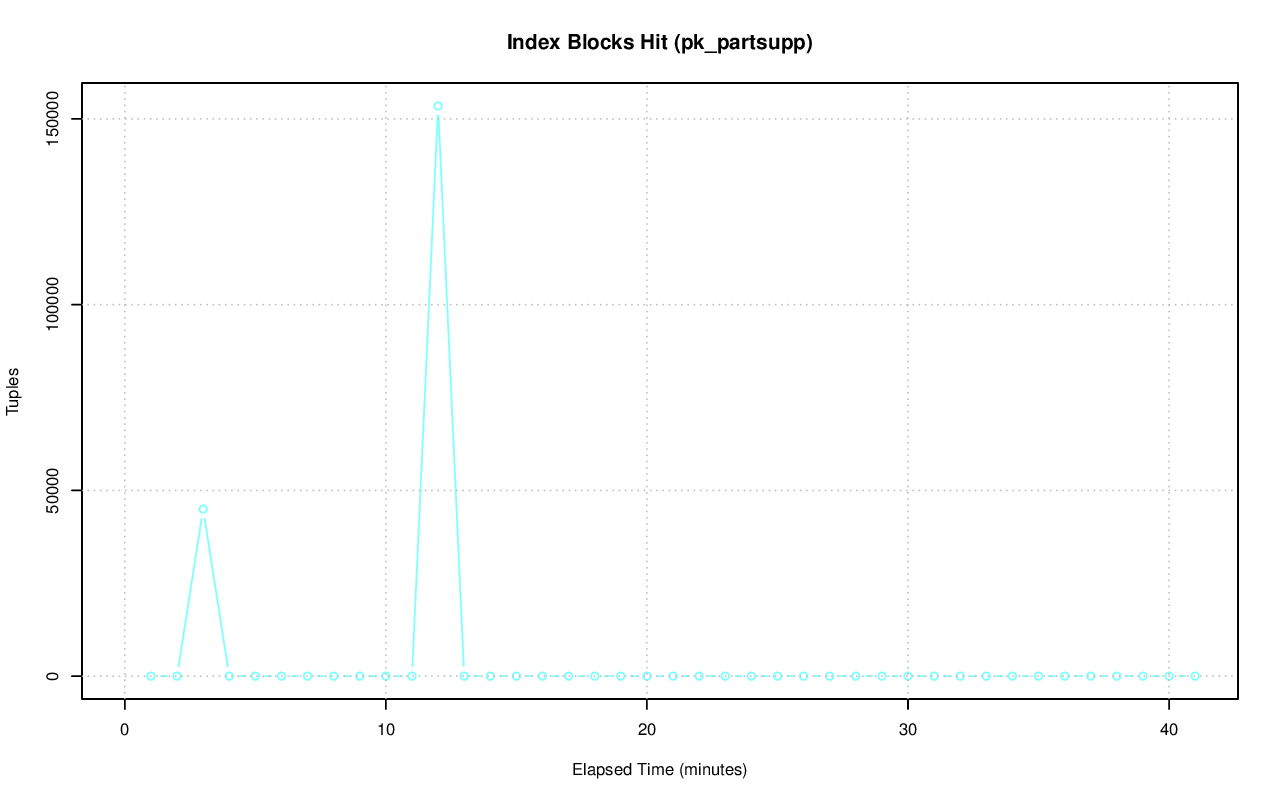 Index Blocks Hit (pk_partsupp)
150000
100000
50000
0
Tuples
0 10 20 30 40
Elapsed Time (minutes)